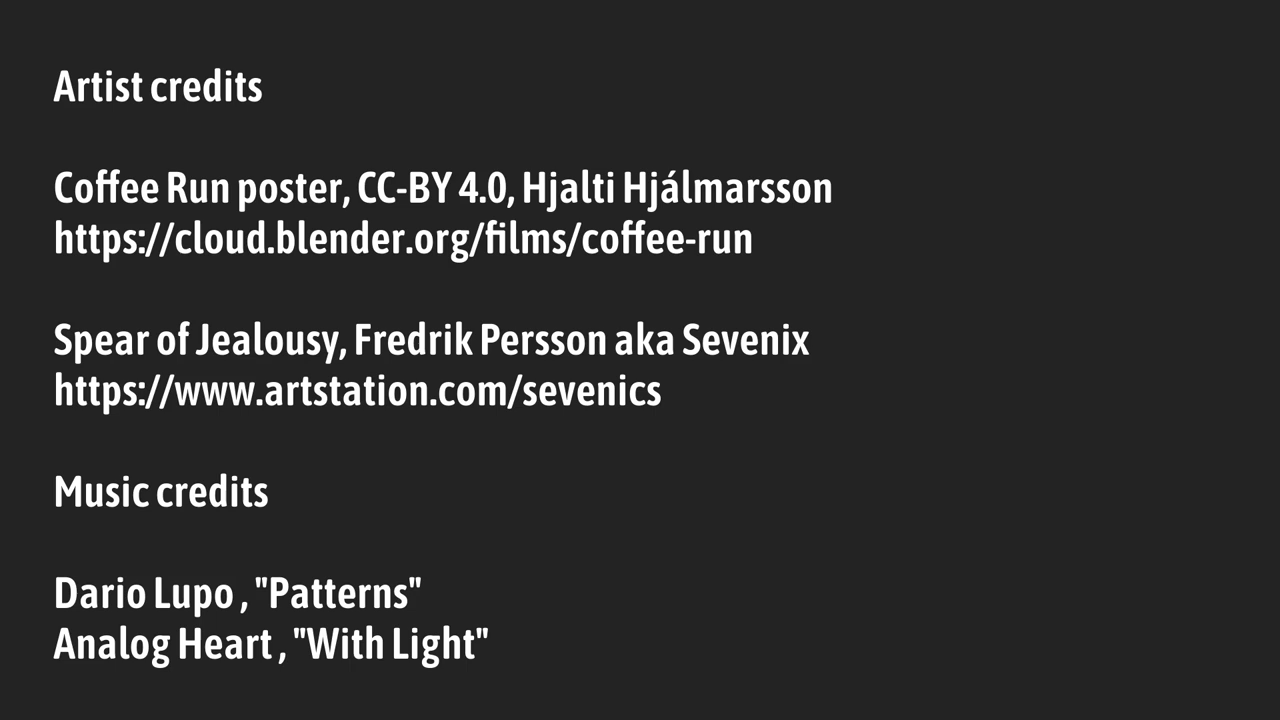 Artist credits
Coffee Run poster, CC-BY 4.0, Hjalti Hjálmarsson
https://cloud.blender.org/films/coffee-run
Spear of Jealousy, Fredrik Persson aka Sevenix
https://www.artstation.com/sevenics
Music credits
Dario Lupo , "Patterns"
Analog Heart , "With Light"